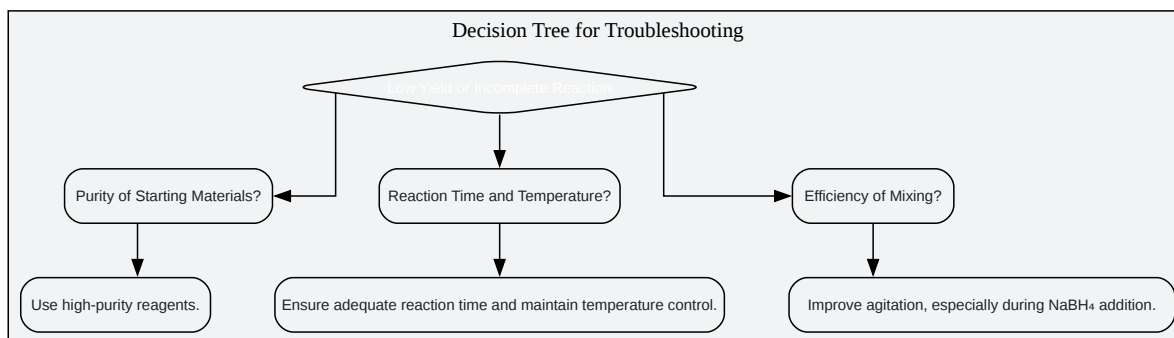 Decision Tree for Troubleshooting
Low Yield or Incomplete Reaction
Purity of Starting Materials?
Reaction Time and Temperature?
Efficiency of Mixing?
Use high-purity reagents.
Ensure adequate reaction time and maintain temperature control.
Improve agitation, especially during NaBH₄ addition.